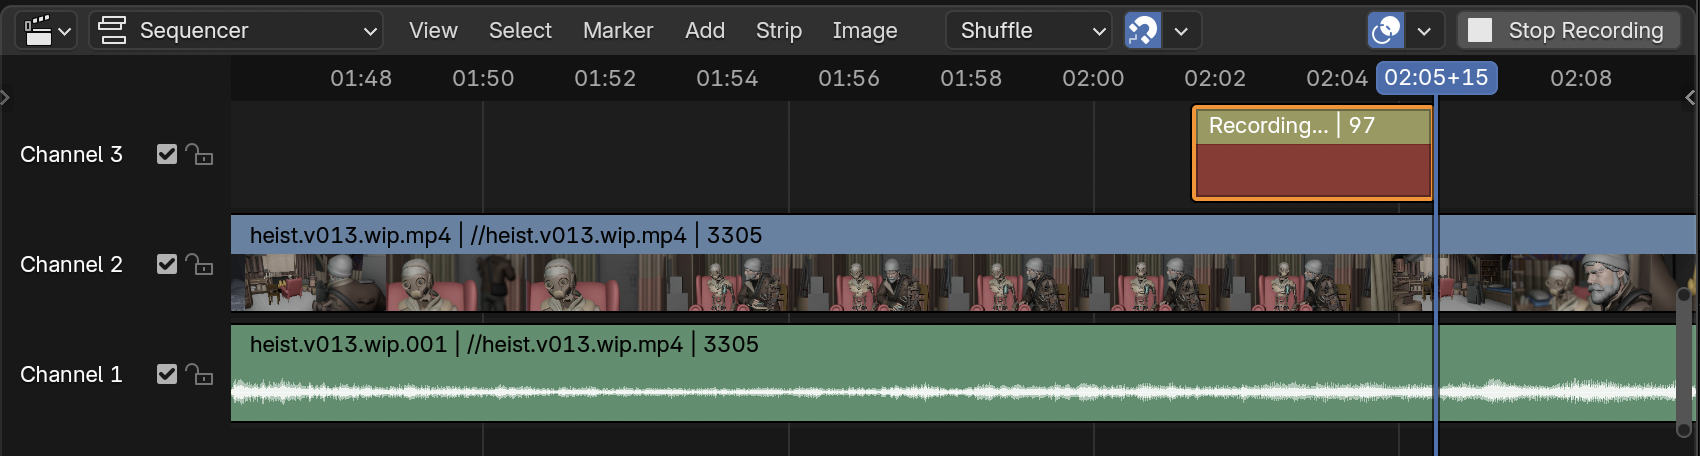 Sequencer View Select Marker Add Strip Image Shuffle Stop Recording
01:48 01:50 01:52 01:54 01:56 01:58 02:00 02:02 02:04 02:05+15 02:08
Channel 3 Recording... | 97
Channel 2 heist.v013.wip.mp4 | //heist.v013.wip.mp4 | 3305
Channel 1 heist.v013.wip.001 | //heist.v013.wip.mp4 | 3305